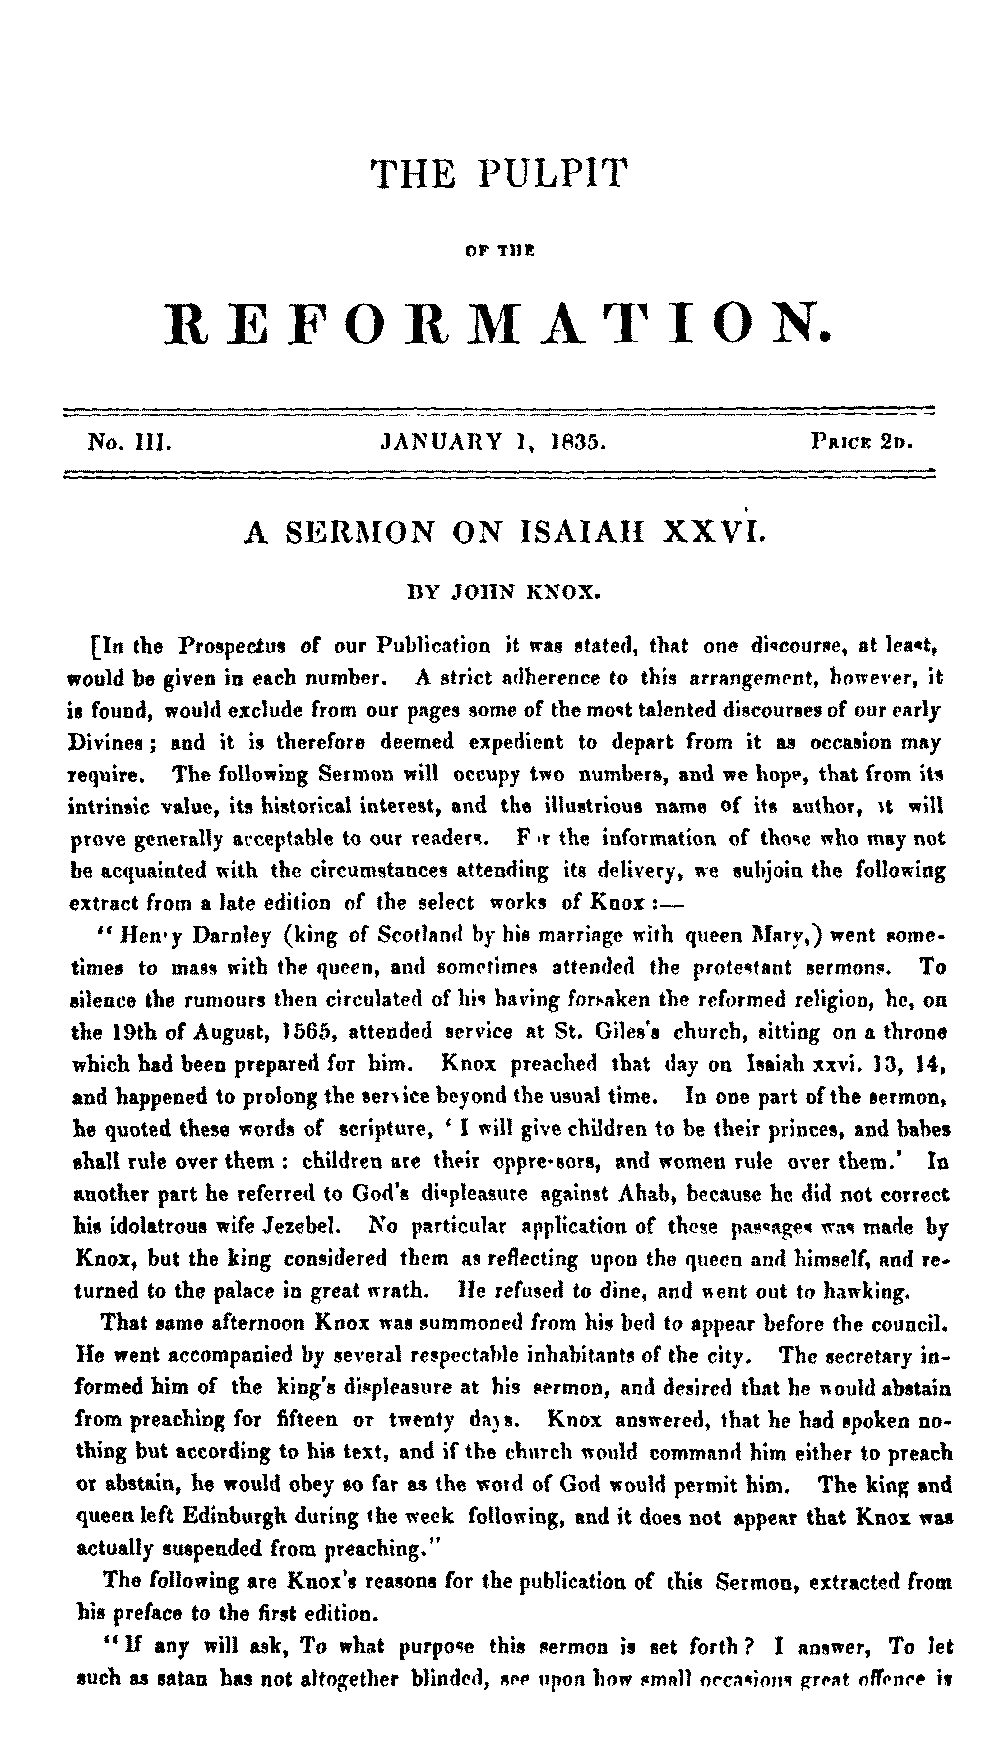 THE PULPIT
OF THE
REFORMATION.
No. III. JANUARY 1, 1835. PRICE 2D.
A SERMON ON ISAIAH XXVI.
BY JOHN KNOX.
[In the Prospectus of our Publication it was stated, that one discourse, at least,
would be given in each number. A strict adherence to this arrangement, however, it
is found, would exclude from our pages some of the most talented discourses of our early
Divines; and it is therefore deemed expedient to depart from it as occasion may
require. The following Sermon will occupy two numbers, and we hope, that from its
intrinsic value, its historical interest, and the illustrious name of its author, it will
prove generally acceptable to our readers. For the information of those who may not
be acquainted with the circumstances attending its delivery, we subjoin the following
extract from a late edition of the select works of Knox:—
"Henry Darnley (king of Scotland by his marriage with queen Mary,) went some-
times to mass with the queen, and sometimes attended the protestant sermons. To
silence the rumours then circulated of his having forsaken the reformed religion, he, on
the 19th of August, 1565, attended service at St. Giles's church, sitting on a throne
which had been prepared for him. Knox preached that day on Isaiah xxvi. 13, 14,
and happened to prolong the service beyond the usual time. In one part of the sermon,
he quoted these words of scripture, 'I will give children to be their princes, and babes
shall rule over them: children are their oppressors, and women rule over them.' In
another part he referred to God's displeasure against Ahab, because he did not correct
his idolatrous wife Jezebel. No particular application of these passages was made by
Knox, but the king considered them as reflecting upon the queen and himself, and re-
turned to the palace in great wrath. He refused to dine, and went out to hawking.
That same afternoon Knox was summoned from his bed to appear before the council.
He went accompanied by several respectable inhabitants of the city. The secretary in-
formed him of the king's displeasure at his sermon, and desired that he would abstain
from preaching for fifteen or twenty days. Knox answered, that he had spoken no-
thing but according to his text, and if the church would command him either to preach
or abstain, he would obey so far as the word of God would permit him. The king and
queen left Edinburgh during the week following, and it does not appear that Knox was
actually suspended from preaching."
The following are Knox's reasons for the publication of this Sermon, extracted from
his preface to the first edition.
"If any will ask, To what purpose this sermon is set forth? I answer, To let
such as satan has not altogether blinded, see upon how small occasions great offence is